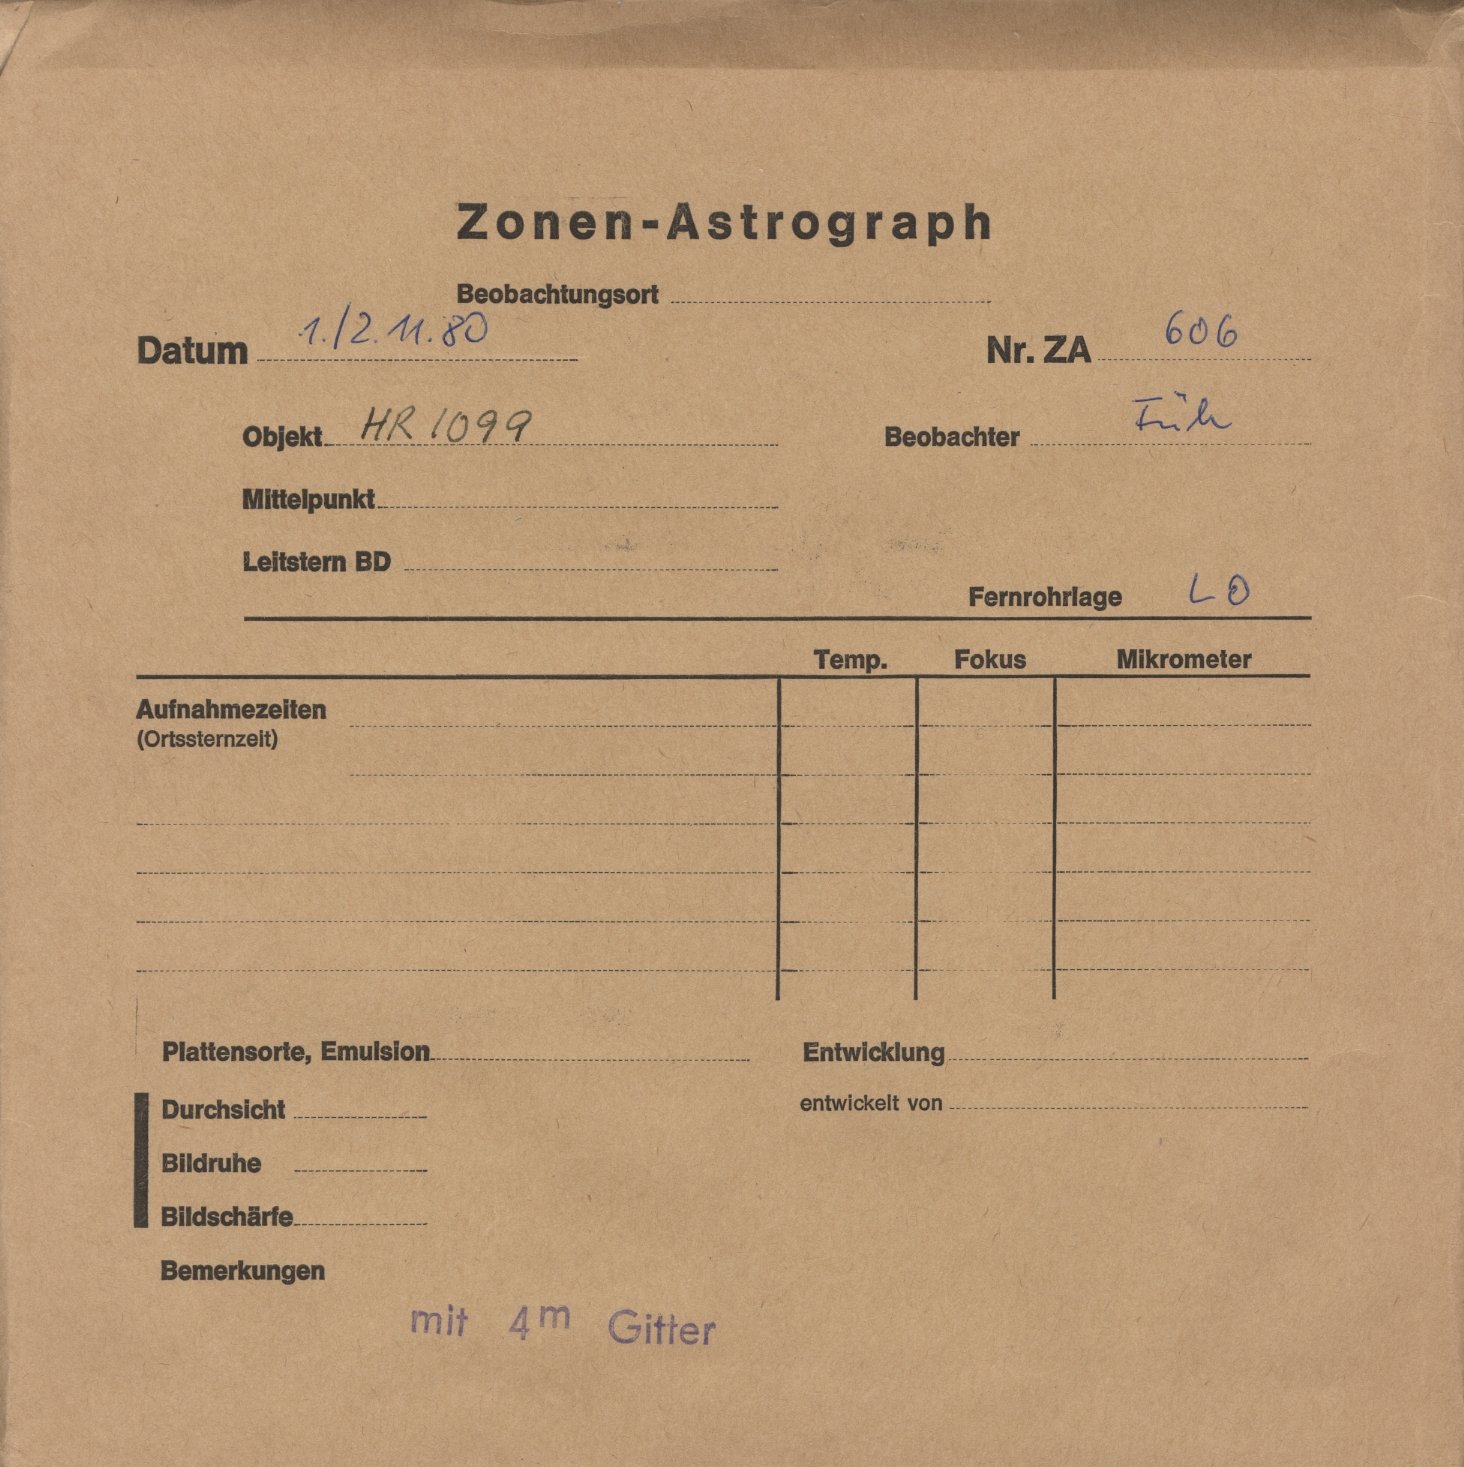 Zonen-Astrograph
Beobachtungsort
Datum 1./2.11.80
Nr. ZA 606
Objekt HR 1099
Beobachter
Mittelpunkt
Leitstern BD
Fernrohrlage LO
Temp. Fokus Mikrometer
Aufnahmezeiten
(Ortssternzeit)
Plattensorte, Emulsion
Entwicklung
Durchsicht
entwickelt von
Bildruhe
Bildschärfe
Bemerkungen
mit 4m Gitter